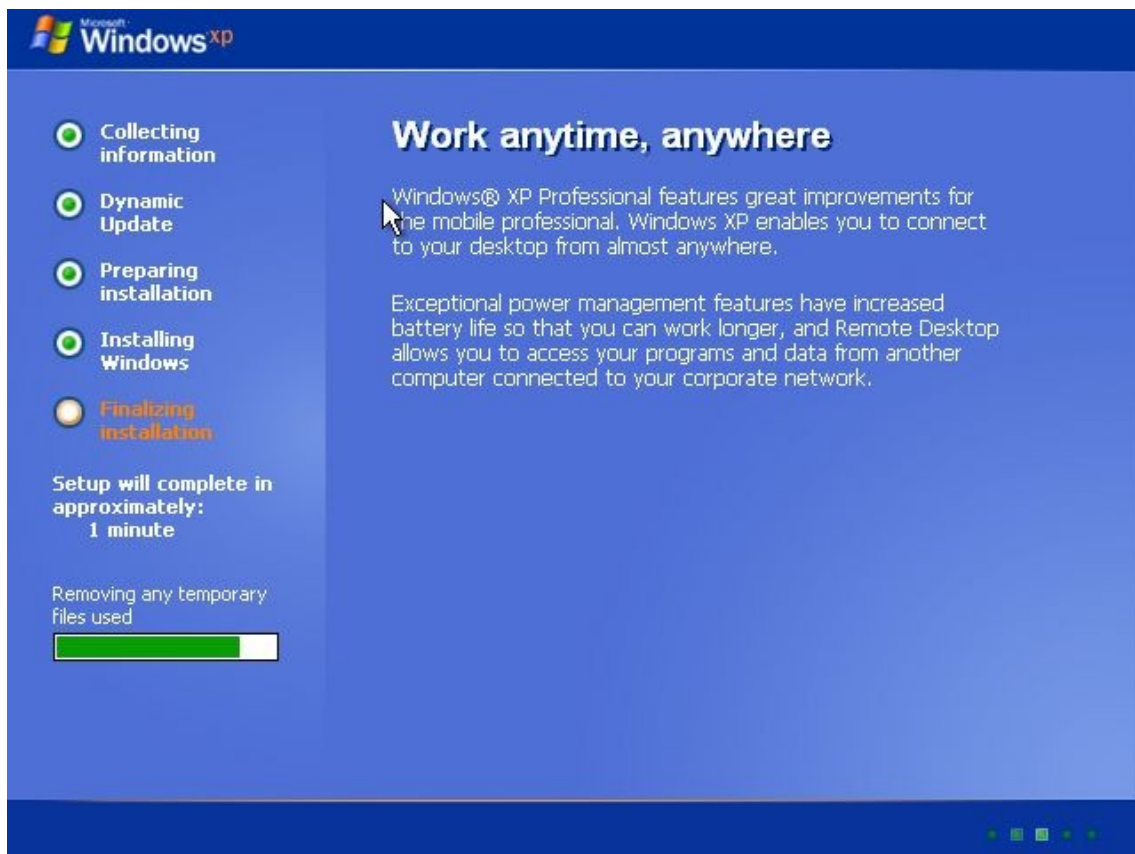 Microsoft
Windows xp
Collecting
information
Dynamic
Update
Preparing
installation
Installing
Windows
Finalizing
installation
Setup will complete in
approximately:
1 minute
Removing any temporary
files used
Work anytime, anywhere
Windows® XP Professional features great improvements for
the mobile professional. Windows XP enables you to connect
to your desktop from almost anywhere.
Exceptional power management features have increased
battery life so that you can work longer, and Remote Desktop
allows you to access your programs and data from another
computer connected to your corporate network.